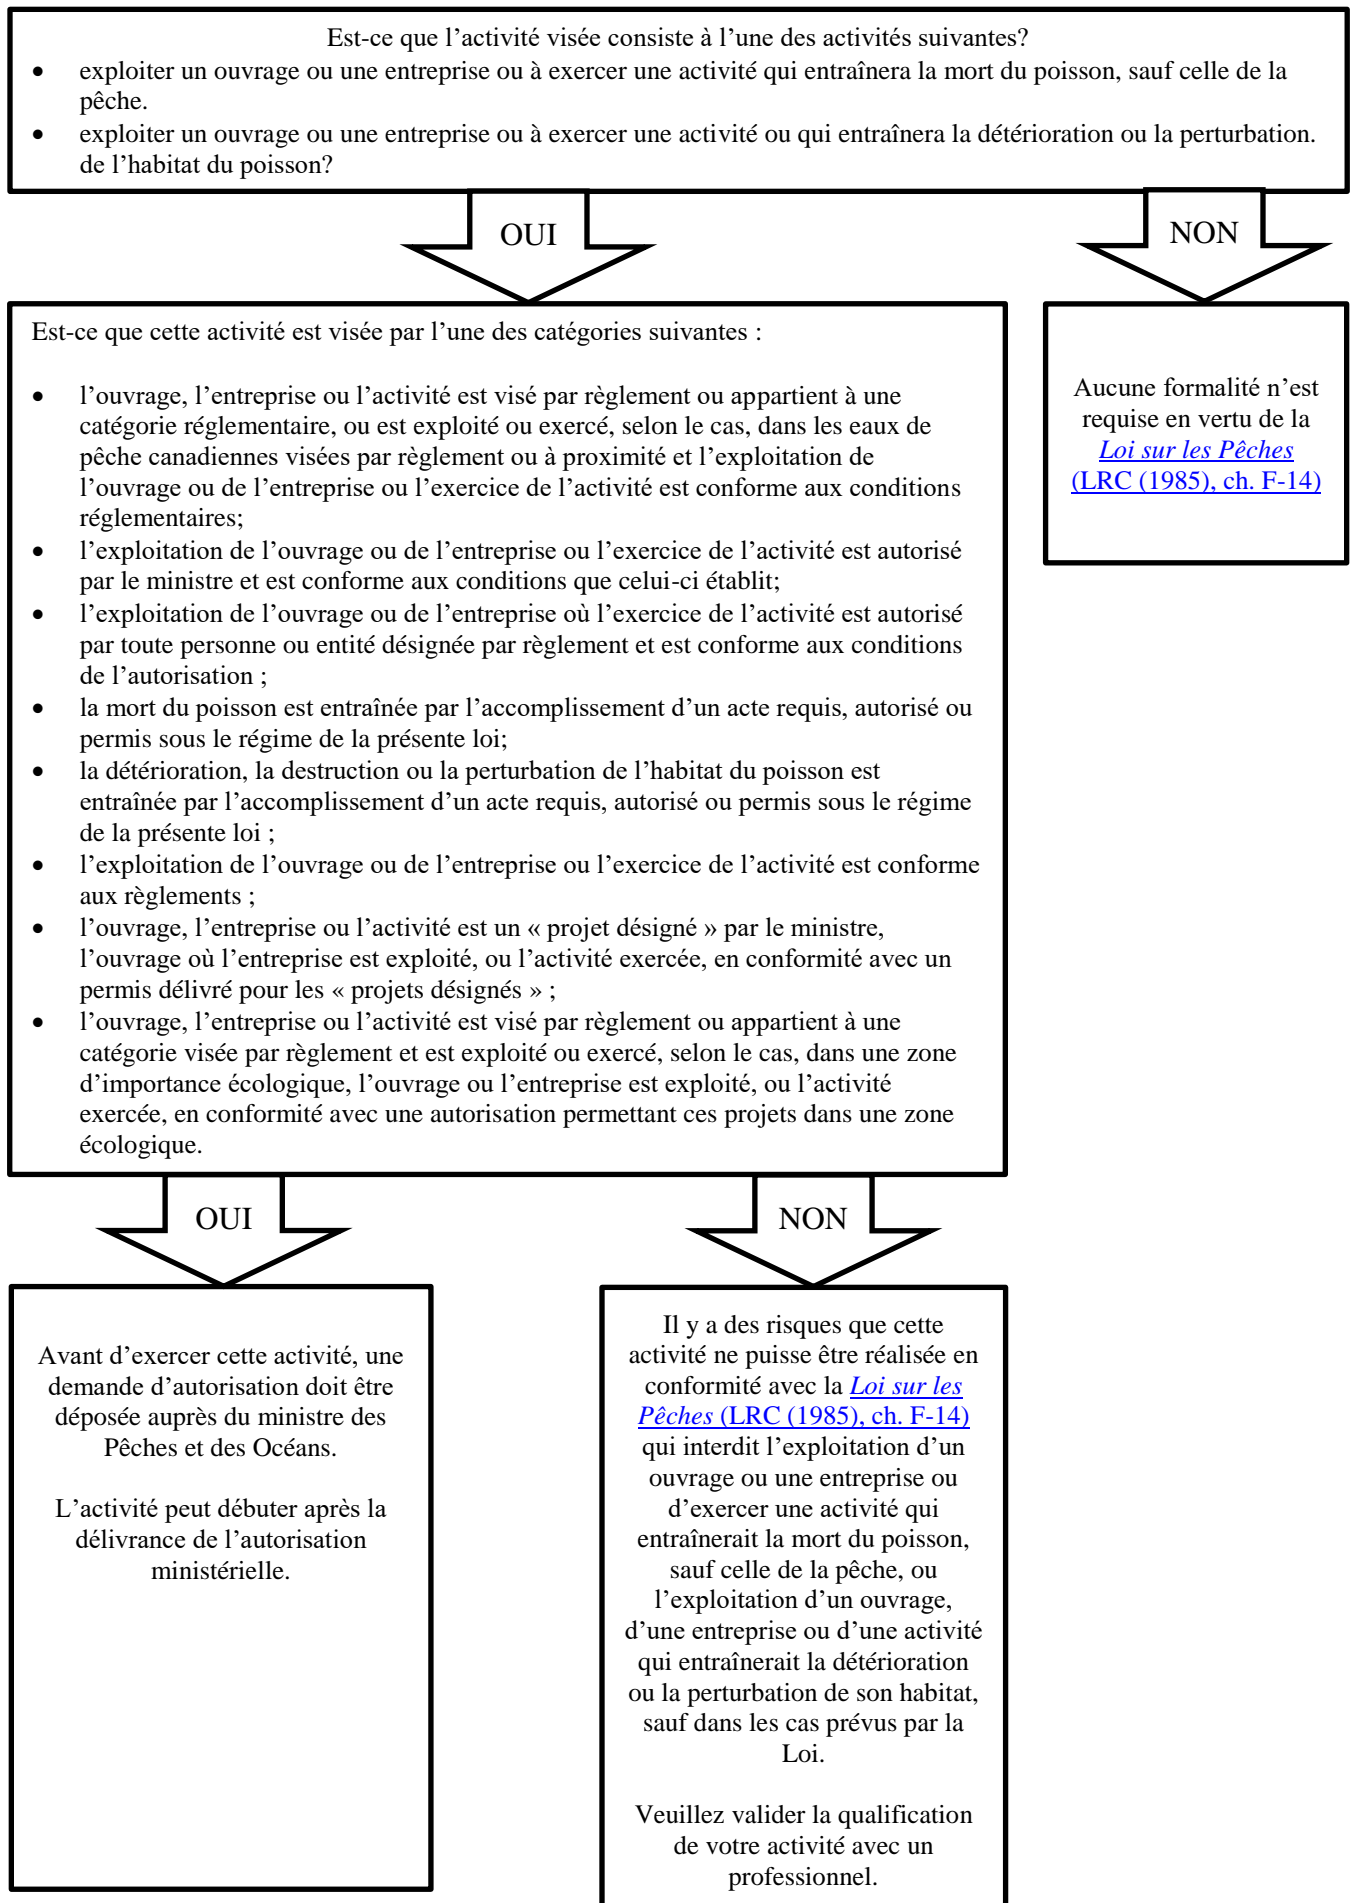 Est-ce que l’activité visée consiste à l’une des activités suivantes?
• exploiter un ouvrage ou une entreprise ou à exercer une activité qui entraînera la mort du poisson, sauf celle de la
pêche.
• exploiter un ouvrage ou une entreprise ou à exercer une activité ou qui entraînera la détérioration ou la perturbation.
de l’habitat du poisson?
OUI
NON
Est-ce que cette activité est visée par l’une des catégories suivantes :
• l’ouvrage, l’entreprise ou l’activité est visé par règlement ou appartient à une
catégorie réglementaire, ou est exploité ou exercé, selon le cas, dans les eaux de
pêche canadiennes visées par règlement ou à proximité et l’exploitation de
l’ouvrage ou de l’entreprise ou l’exercice de l’activité est conforme aux conditions
réglementaires;
• l’exploitation de l’ouvrage ou de l’entreprise ou l’exercice de l’activité est autorisé
par le ministre et est conforme aux conditions que celui-ci établit;
• l’exploitation de l’ouvrage ou de l’entreprise où l’exercice de l’activité est autorisé
par toute personne ou entité désignée par règlement et est conforme aux conditions
de l’autorisation ;
• la mort du poisson est entraînée par l’accomplissement d’un acte requis, autorisé ou
permis sous le régime de la présente loi;
• la détérioration, la destruction ou la perturbation de l’habitat du poisson est
entraînée par l’accomplissement d’un acte requis, autorisé ou permis sous le régime
de la présente loi ;
• l’exploitation de l’ouvrage ou de l’entreprise ou l’exercice de l’activité est conforme
aux règlements ;
• l’ouvrage, l’entreprise ou l’activité est un « projet désigné » par le ministre,
l’ouvrage où l’entreprise est exploité, ou l’activité exercée, en conformité avec un
permis délivré pour les « projets désignés » ;
• l’ouvrage, l’entreprise ou l’activité est visé par règlement ou appartient à une
catégorie visée par règlement et est exploité ou exercé, selon le cas, dans une zone
d’importance écologique, l’ouvrage ou l’entreprise est exploité, ou l’activité
exercée, en conformité avec une autorisation permettant ces projets dans une zone
écologique.
Aucune formalité n’est
requise en vertu de la
Loi sur les Pêches
(LRC (1985), ch. F-14)
OUI
NON
Avant d’exercer cette activité, une
demande d’autorisation doit être
déposée auprès du ministre des
Pêches et des Océans.
L’activité peut débuter après la
délivrance de l’autorisation
ministérielle.
Il y a des risques que cette
activité ne puisse être réalisée en
conformité avec la Loi sur les
Pêches (LRC (1985), ch. F-14)
qui interdit l’exploitation d’un
ouvrage ou une entreprise ou
d’exercer une activité qui
entraînerait la mort du poisson,
sauf celle de la pêche, ou
l’exploitation d’un ouvrage,
d’une entreprise ou d’une activité
qui entraînerait la détérioration
ou la perturbation de son habitat,
sauf dans les cas prévus par la
Loi.
Veuillez valider la qualification
de votre activité avec un
professionnel.